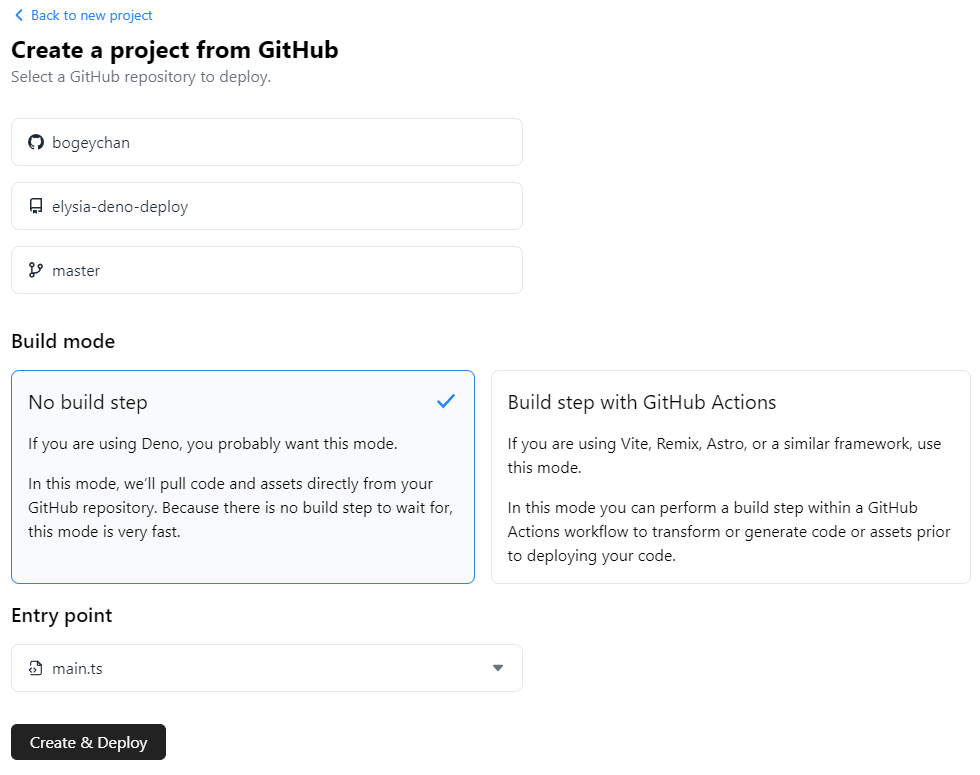 Back to new project
Create a project from GitHub
Select a GitHub repository to deploy.
bogeychan
elysia-deno-deploy
master
Build mode
No build step
If you are using Deno, you probably want this mode.
In this mode, we’ll pull code and assets directly from your
GitHub repository. Because there is no build step to wait for,
this mode is very fast.
Build step with GitHub Actions
If you are using Vite, Remix, Astro, or a similar framework, use
this mode.
In this mode you can perform a build step within a GitHub
Actions workflow to transform or generate code or assets prior
to deploying your code.
Entry point
main.ts
Create & Deploy